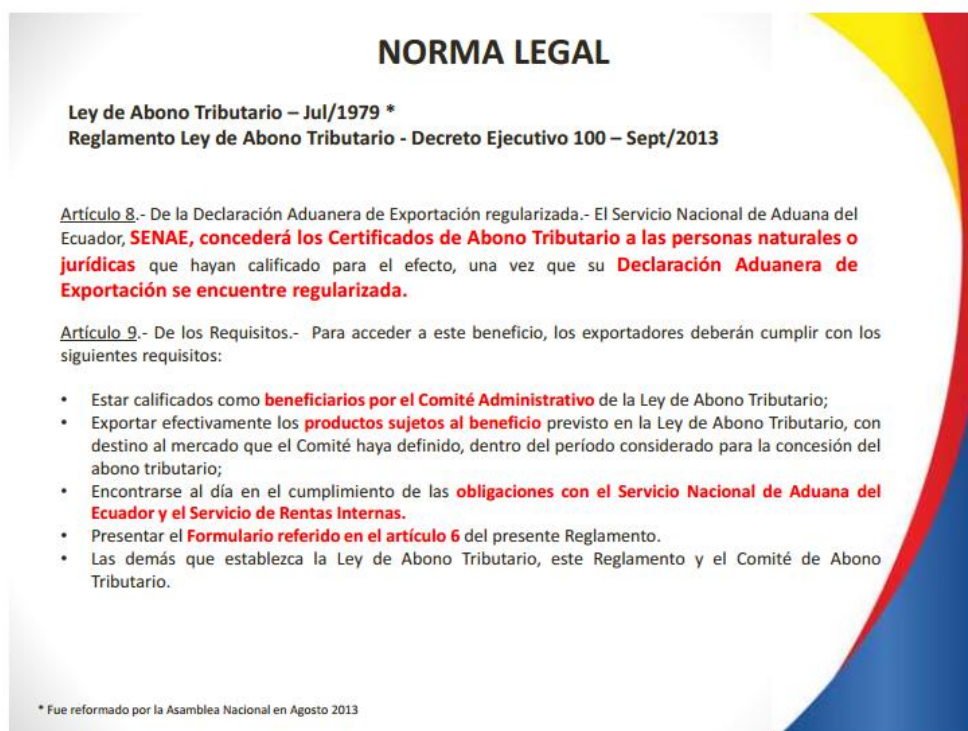 NORMA LEGAL
Ley de Abono Tributario – Jul/1979 *
Reglamento Ley de Abono Tributario - Decreto Ejecutivo 100 – Sept/2013
Artículo 8.- De la Declaración Aduanera de Exportación regularizada.- El Servicio Nacional de Aduana del
Ecuador, SENAE, concederá los Certificados de Abono Tributario a las personas naturales o
jurídicas que hayan calificado para el efecto, una vez que su Declaración Aduanera de
Exportación se encuentre regularizada.
Artículo 9.- De los Requisitos.- Para acceder a este beneficio, los exportadores deberán cumplir con los
siguientes requisitos:
• Estar calificados como beneficiarios por el Comité Administrativo de la Ley de Abono Tributario;
• Exportar efectivamente los productos sujetos al beneficio previsto en la Ley de Abono Tributario, con
destino al mercado que el Comité haya definido, dentro del período considerado para la concesión del
abono tributario;
• Encontrarse al día en el cumplimiento de las obligaciones con el Servicio Nacional de Aduana del
Ecuador y el Servicio de Rentas Internas.
• Presentar el Formulario referido en el artículo 6 del presente Reglamento.
• Las demás que establezca la Ley de Abono Tributario, este Reglamento y el Comité de Abono
Tributario.
* Fue reformado por la Asamblea Nacional en Agosto 2013